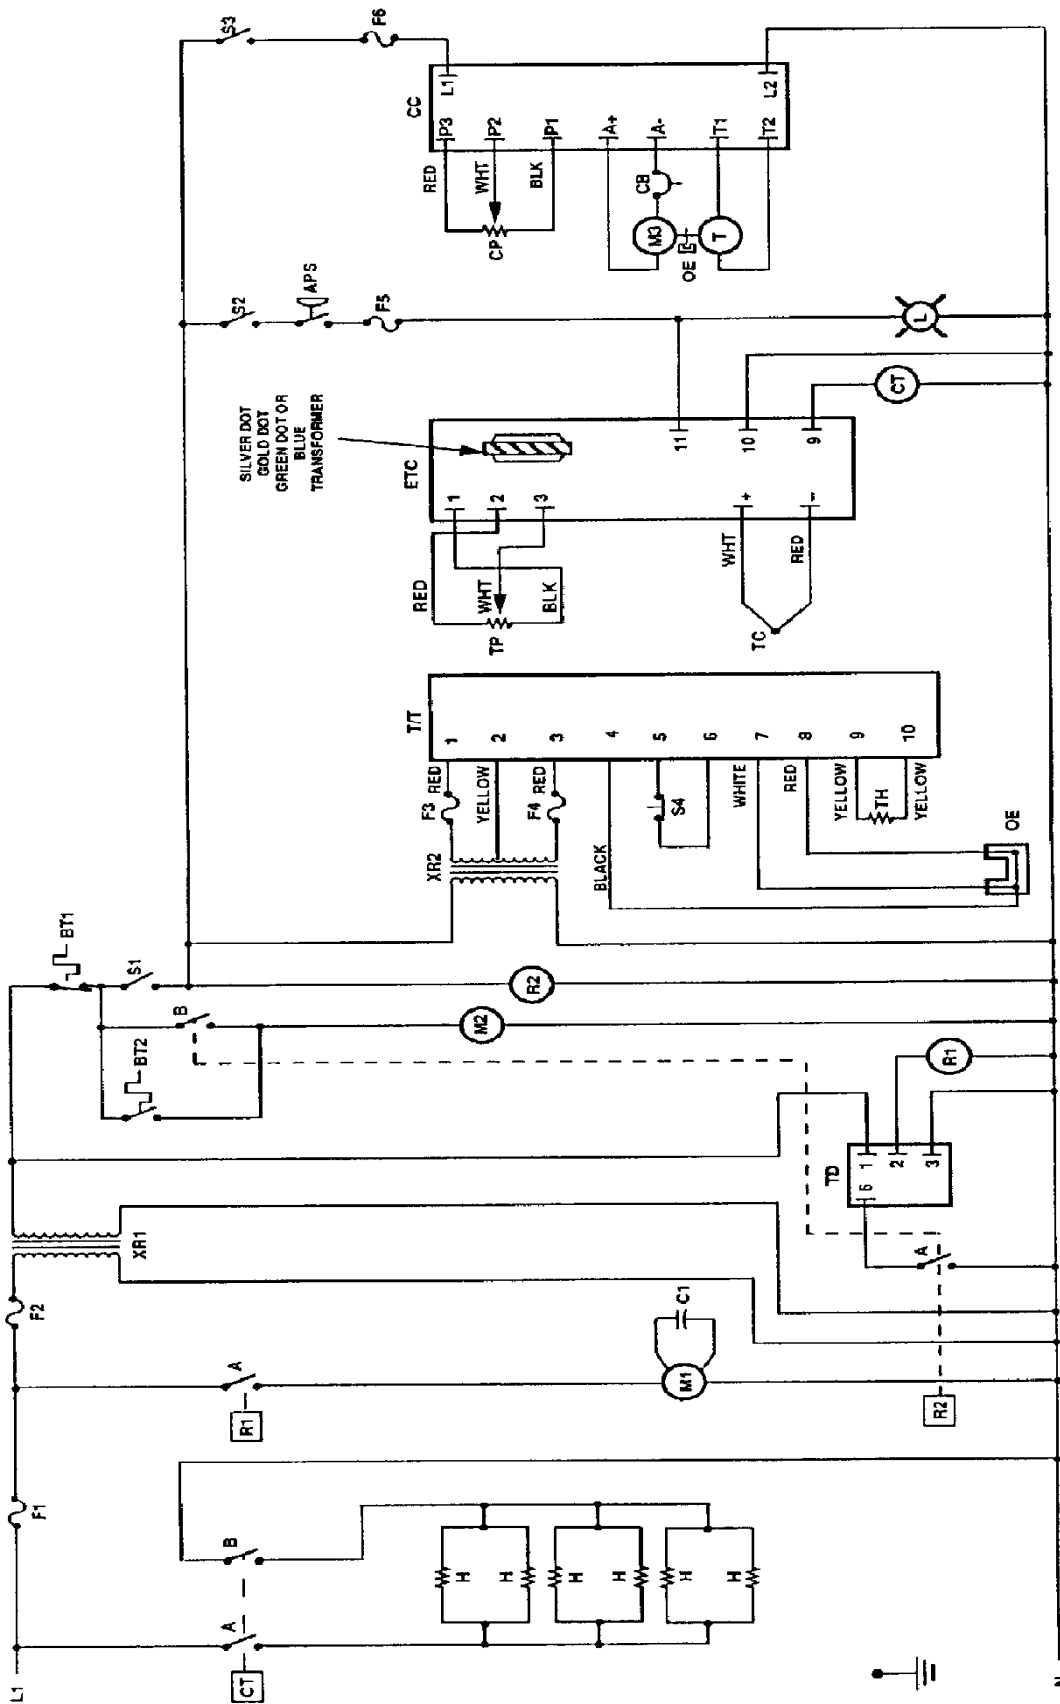 L1
F1
F2
XR1
BT1
BT2
S1
B
S2
APS
F5
S3
F6
CT
A
B
R1
A
H
H
H
H
H
H
M1
C1
R2
TD
5
1
2
3
A
R1
M2
R2
XR2
F3
F4
RED
YELLOW
RED
BLACK
WHITE
RED
YELLOW
YELLOW
S4
TH
OE
T/T
1
2
3
4
5
6
7
8
9
10
SILVER DOT
GOLD DOT
GREEN DOT OR
BLUE
TRANSFORMER
ETC
1
2
3
RED
WHT
BLK
TP
+
-
WHT
RED
TC
11
10
9
CT
L
CC
P3
P2
P1
A+
A-
T1
T2
L1
L2
RED
WHT
BLK
CP
CB
M3
OE
T